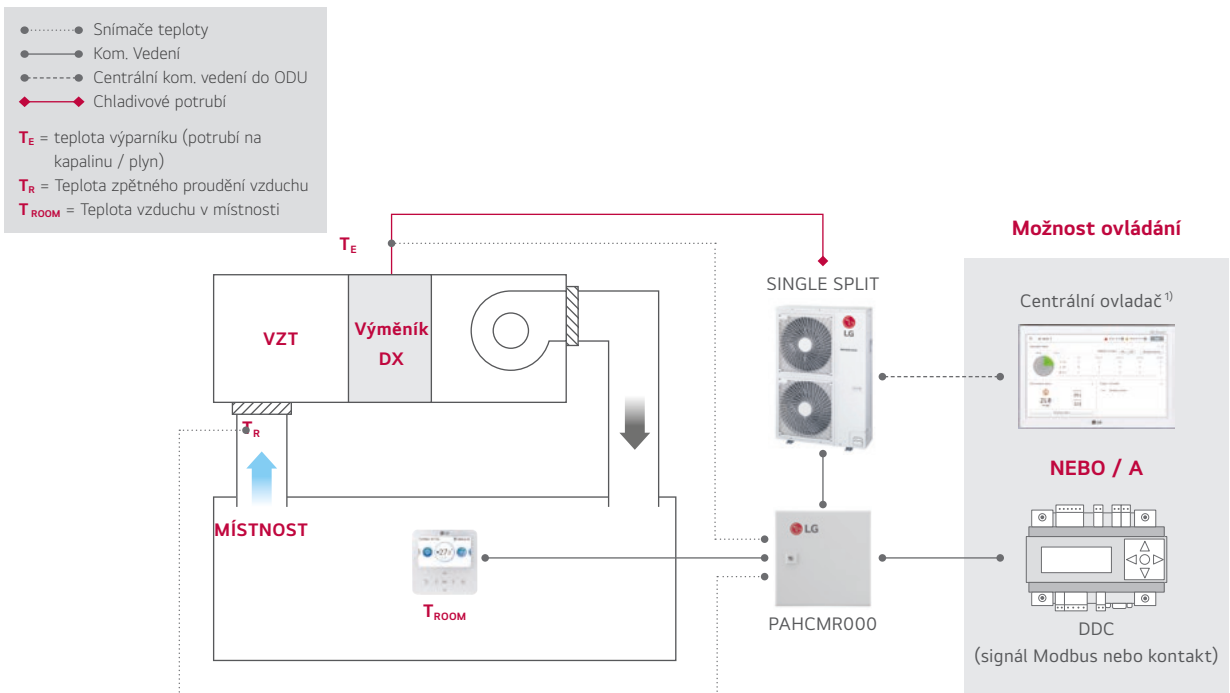 Snímače teploty
Kom. Vedení
Centrální kom. vedení do ODU
Chladivové potrubí
TE = teplota výparníku (potrubí na
kapalinu / plyn)
TR = Teplota zpětného proudění vzduchu
TROOM = Teplota vzduchu v místnosti
Možnost ovládání
TE
SINGLE SPLIT
Centrální ovladač 1)
VZT
Výměník
DX
LG
TR
NEBO / A
MÍSTNOST
LG
TROOM
PAHCMR000
DDC
(signál Modbus nebo kontakt)